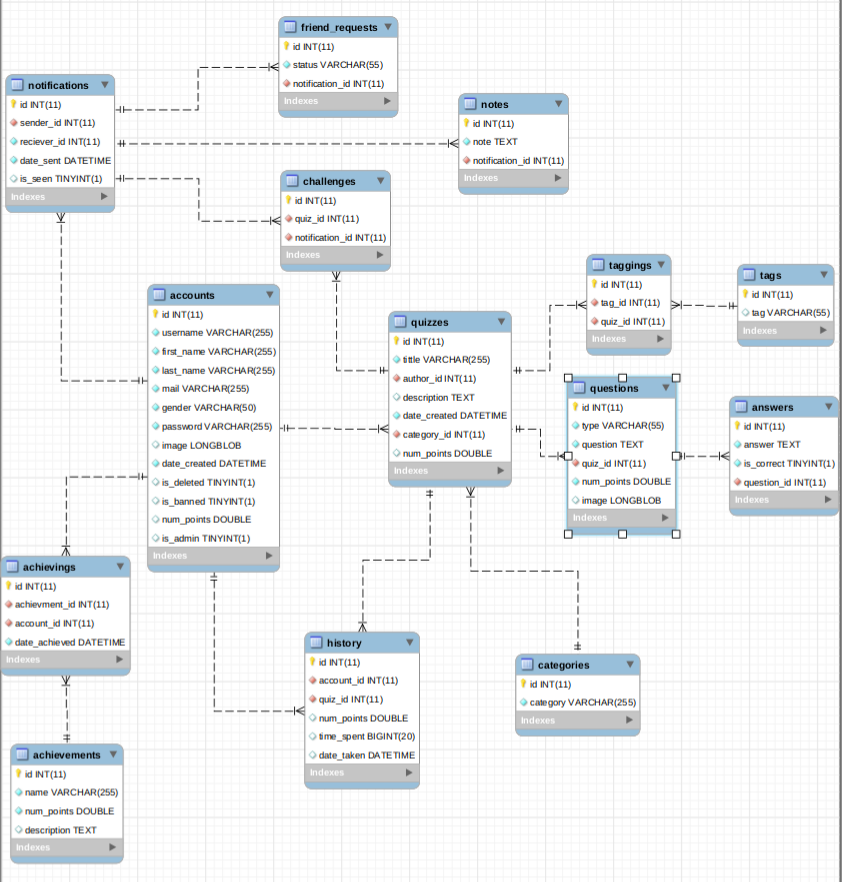 friend_requests
id INT(11)
status VARCHAR(55)
notification_id INT(11)
Indexes
notifications
id INT(11)
sender_id INT(11)
reciever_id INT(11)
date_sent DATETIME
is_seen TINYINT(1)
Indexes
notes
id INT(11)
note TEXT
notification_id INT(11)
Indexes
challenges
id INT(11)
quiz_id INT(11)
notification_id INT(11)
Indexes
taggings
id INT(11)
tag_id INT(11)
quiz_id INT(11)
Indexes
tags
id INT(11)
tag VARCHAR(55)
Indexes
accounts
id INT(11)
username VARCHAR(255)
first_name VARCHAR(255)
last_name VARCHAR(255)
mail VARCHAR(255)
gender VARCHAR(50)
password VARCHAR(255)
image LONGBLOB
date_created DATETIME
is_deleted TINYINT(1)
is_banned TINYINT(1)
num_points DOUBLE
is_admin TINYINT(1)
Indexes
quizzes
id INT(11)
tittle VARCHAR(255)
author_id INT(11)
description TEXT
date_created DATETIME
category_id INT(11)
num_points DOUBLE
Indexes
questions
id INT(11)
type VARCHAR(55)
question TEXT
quiz_id INT(11)
num_points DOUBLE
image LONGBLOB
Indexes
answers
id INT(11)
answer TEXT
is_correct TINYINT(1)
question_id INT(11)
Indexes
achievings
id INT(11)
achievment_id INT(11)
account_id INT(11)
date_achieved DATETIME
Indexes
history
id INT(11)
account_id INT(11)
quiz_id INT(11)
num_points DOUBLE
time_spent BIGINT(20)
date_taken DATETIME
Indexes
categories
id INT(11)
category VARCHAR(255)
Indexes
achievements
id INT(11)
name VARCHAR(255)
num_points DOUBLE
description TEXT
Indexes